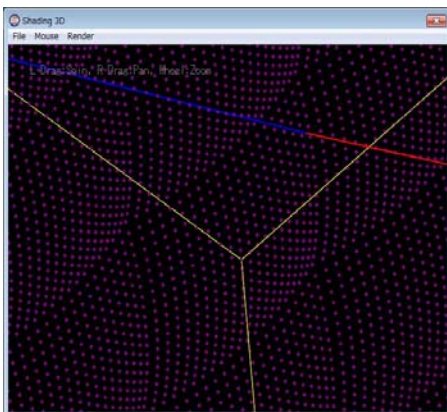 Shading 3D
File Mouse Render
L-Drag:Spin, R-Drag:Pan, Wheel:Zoom